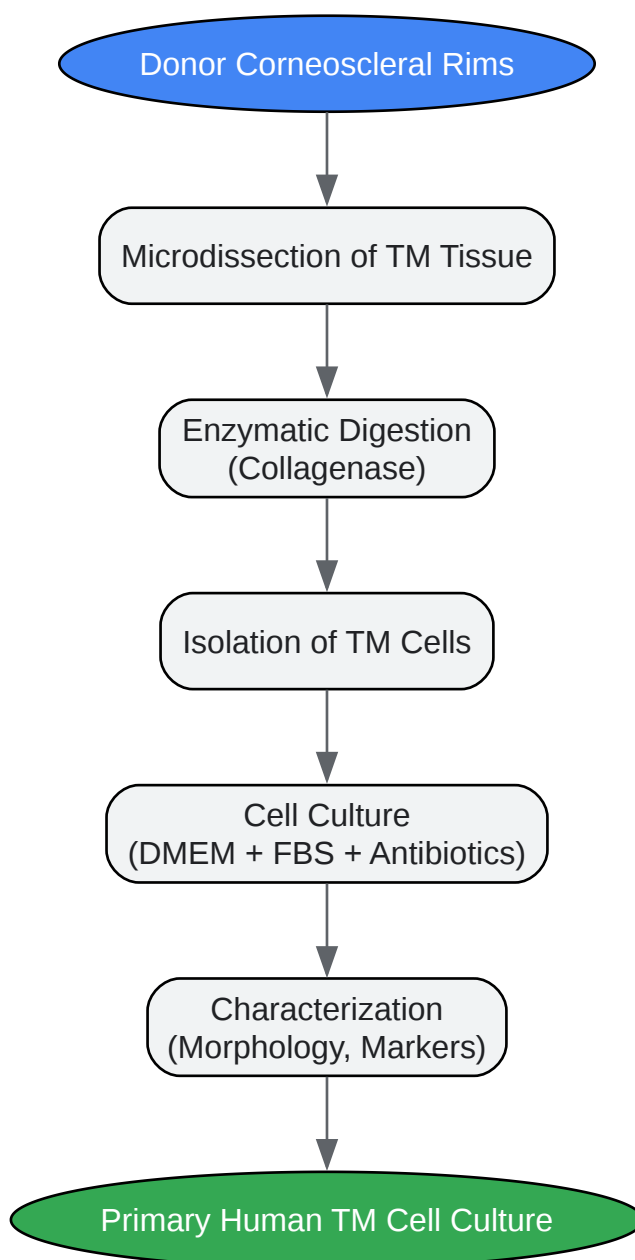 Donor Corneoscleral Rims
Microdissection of TM Tissue
Enzymatic Digestion
(Collagenase)
Isolation of TM Cells
Cell Culture
(DMEM + FBS + Antibiotics)
Characterization
(Morphology, Markers)
Primary Human TM Cell Culture